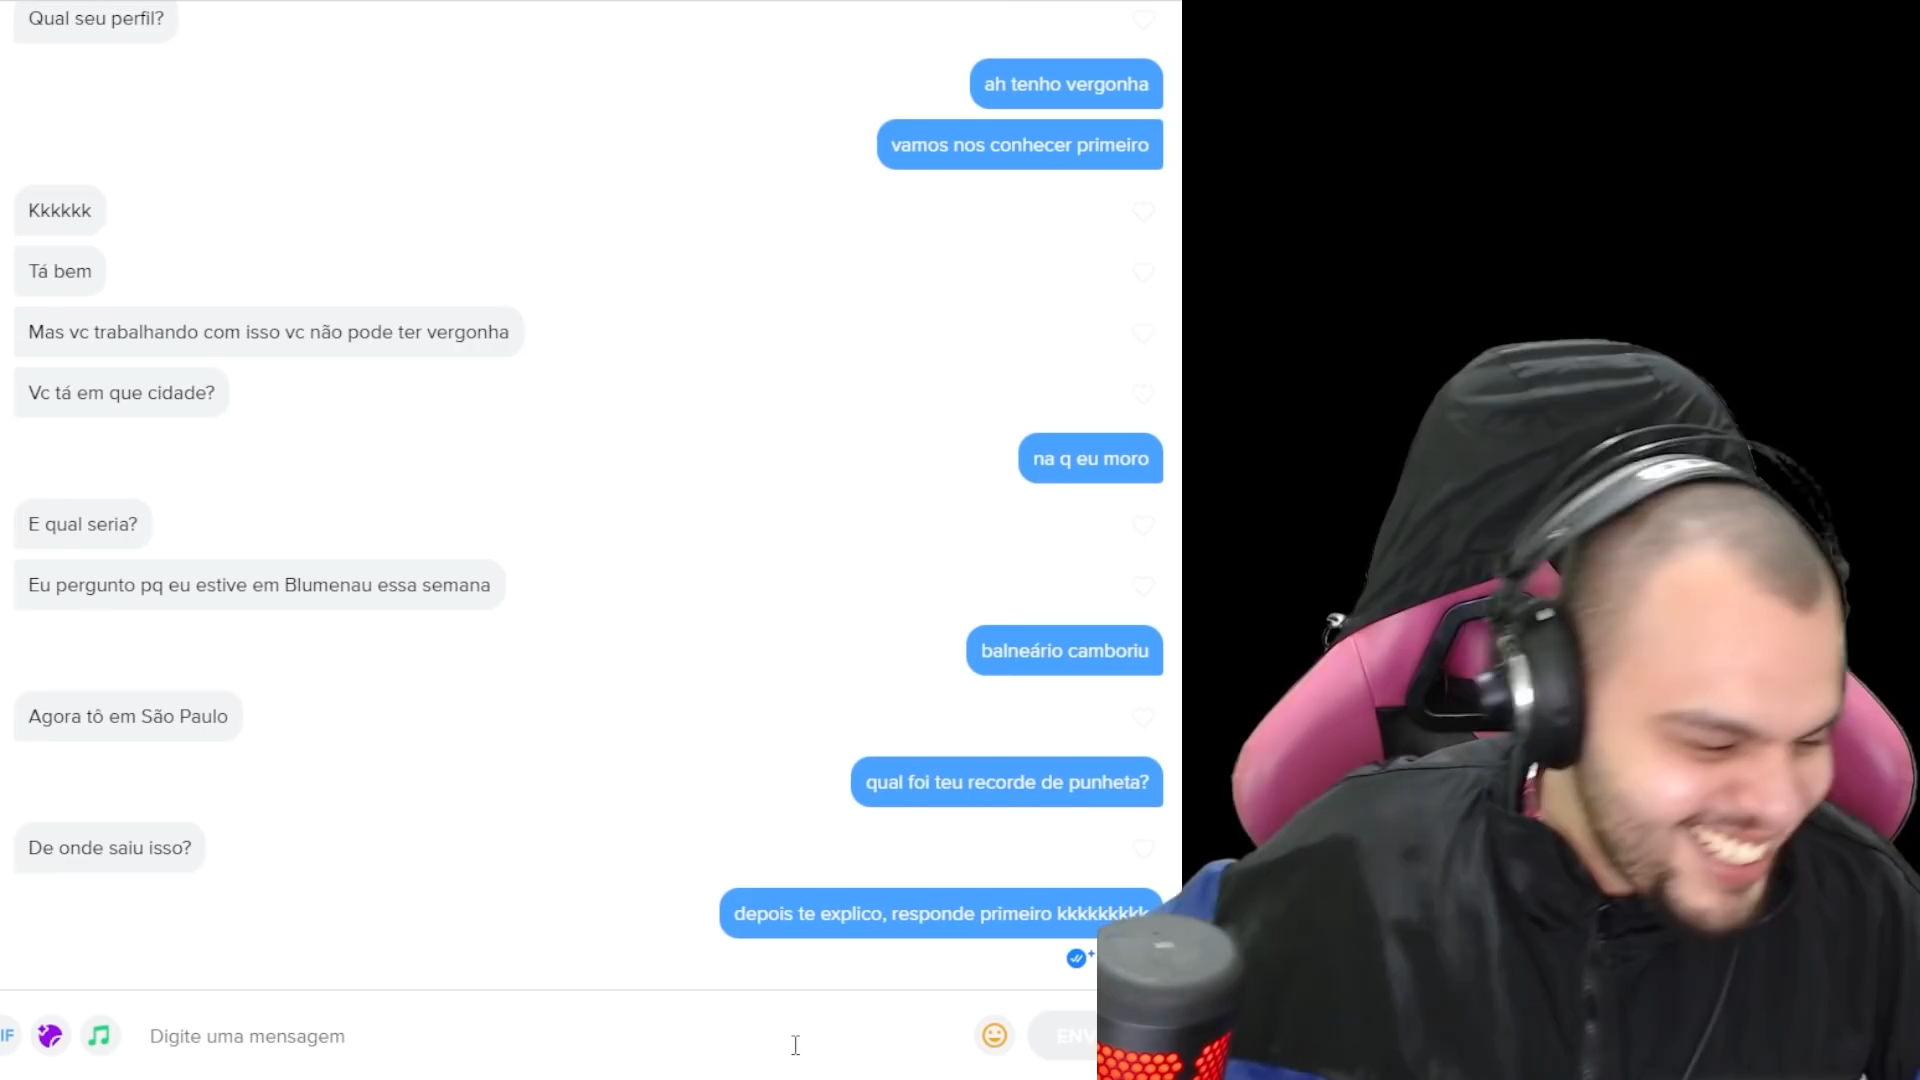 Qual seu perfil?
ah tenho vergonha
vamos nos conhecer primeiro
Kkkkkk
Tá bem
Mas vc trabalhando com isso vc não pode ter vergonha
Vc tá em que cidade?
na q eu moro
E qual seria?
Eu pergunto pq eu estive em Blumenau essa semana
balneário camboriu
Agora tô em São Paulo
qual foi teu recorde de punheta?
De onde saiu isso?
depois te explico, responde primeiro kkkkkkkkk
IF
Digite uma mensagem
ENV